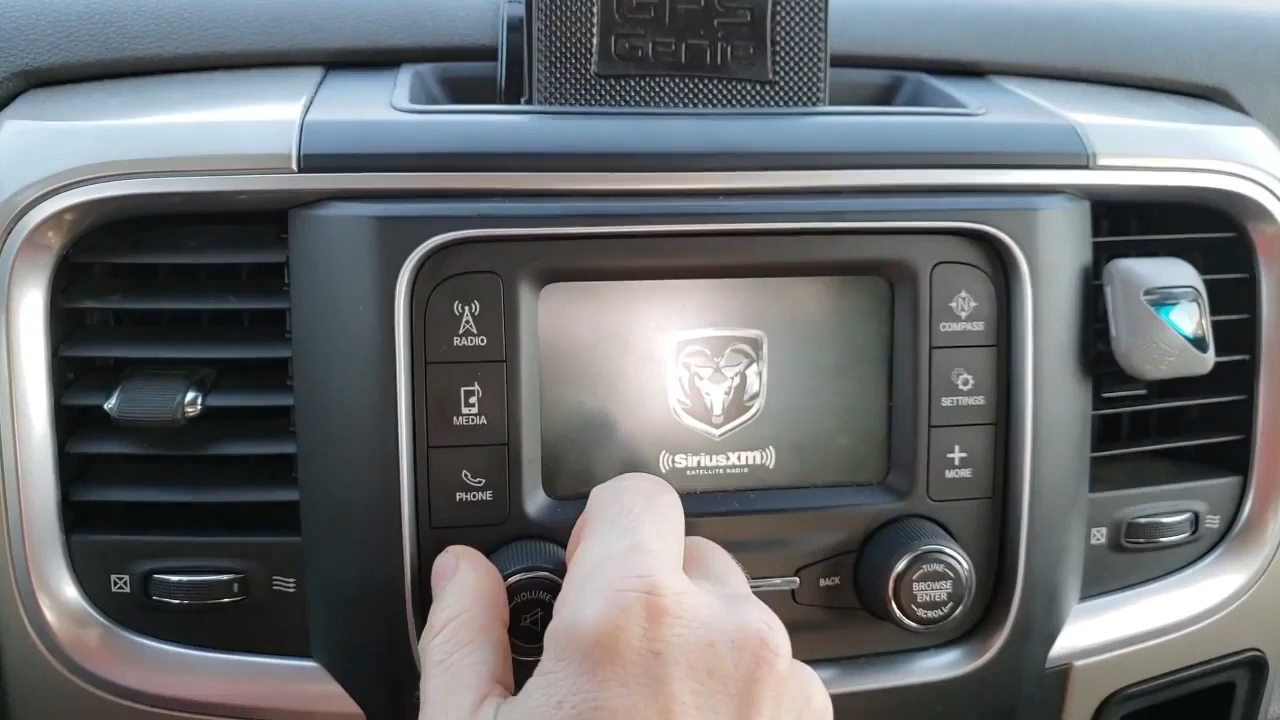 GPS
Genie
RADIO
MEDIA
PHONE
((SiriusXM))
SATELLITE RADIO
N
COMPASS
SETTINGS
MORE
VOLUME
BACK
TUNE
BROWSE
ENTER
SCROLL